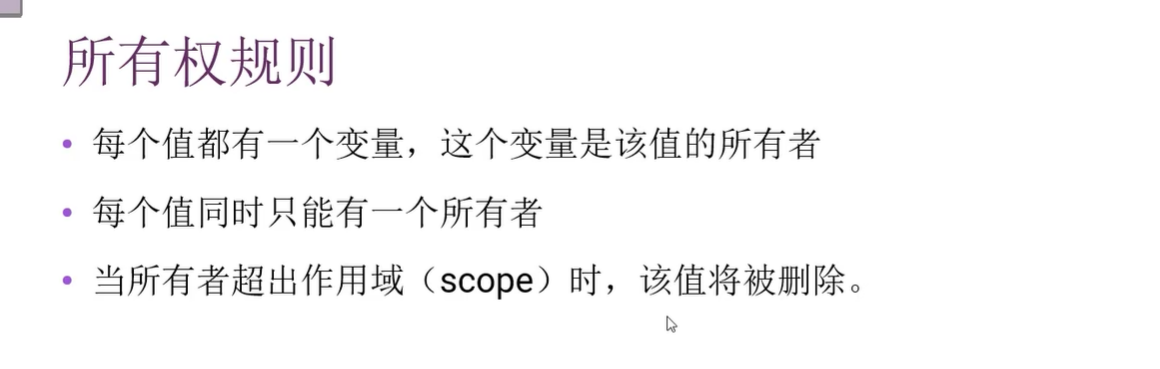 所有权规则
• 每个值都有一个变量，这个变量是该值的所有者
• 每个值同时只能有一个所有者
• 当所有者超出作用域（scope）时，该值将被删除。